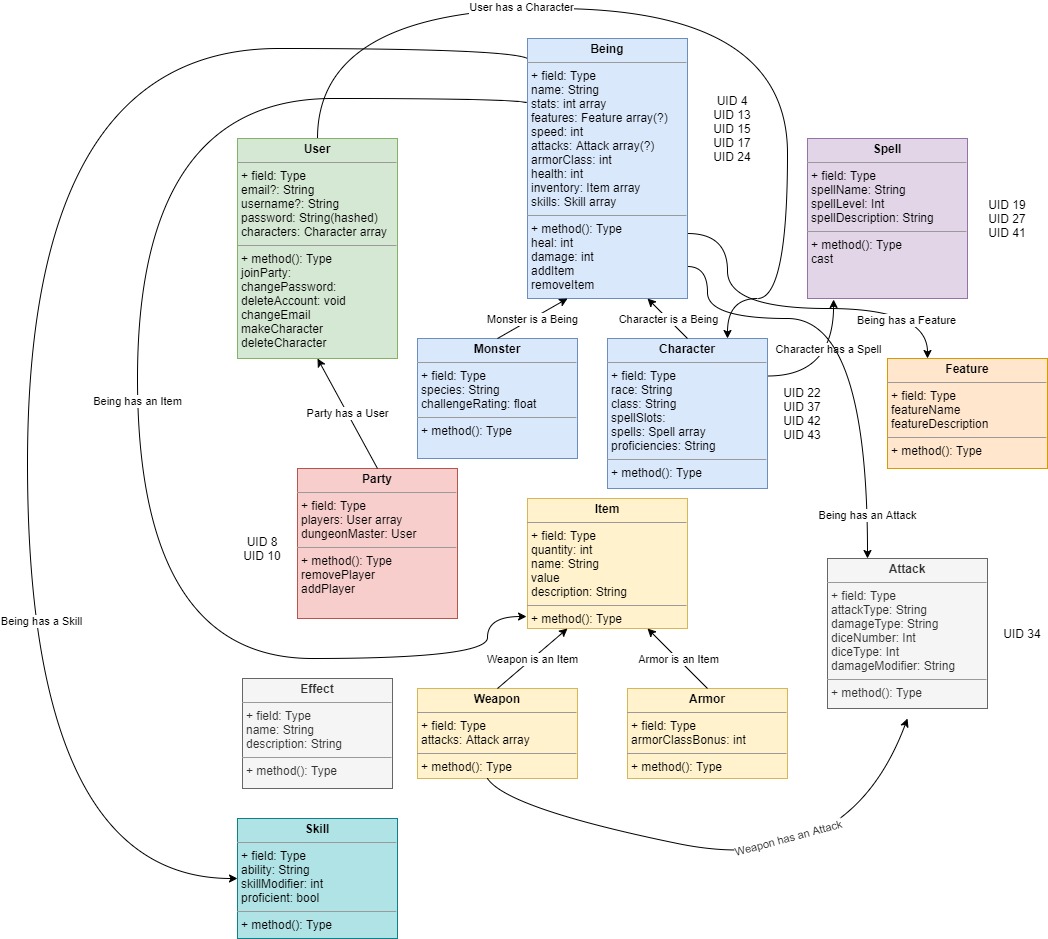 User has a Character
Being
+ field: Type
name: String
stats: int array
features: Feature array(?)
speed: int
attacks: Attack array(?)
armorClass: int
health: int
inventory: Item array
skills: Skill array
+ method(): Type
heal: int
damage: int
addItem
removeItem
UID 4
UID 13
UID 15
UID 17
UID 24
User
+ field: Type
email?: String
username?: String
password: String(hashed)
characters: Character array
+ method(): Type
joinParty:
changePassword:
deleteAccount: void
changeEmail
makeCharacter
deleteCharacter
Spell
+ field: Type
spellName: String
spellLevel: Int
spellDescription: String
+ method(): Type
cast
UID 19
UID 27
UID 41
Monster is a Being
Character is a Being
Being has a Feature
Monster
+ field: Type
species: String
challengeRating: float
+ method(): Type
Character
+ field: Type
race: String
class: String
spellSlots:
spells: Spell array
proficiencies: String
+ method(): Type
Character has a Spell
UID 22
UID 37
UID 42
UID 43
Feature
+ field: Type
featureName
featureDescription
+ method(): Type
Being has an Item
Party has a User
Party
+ field: Type
players: User array
dungeonMaster: User
+ method(): Type
removePlayer
addPlayer
UID 8
UID 10
Item
+ field: Type
quantity: int
name: String
value
description: String
+ method(): Type
Being has an Attack
Attack
+ field: Type
attackType: String
damageType: String
diceNumber: Int
diceType: Int
damageModifier: String
+ method(): Type
UID 34
Being has a Skill
Weapon is an Item
Armor is an Item
Effect
+ field: Type
name: String
description: String
+ method(): Type
Weapon
+ field: Type
attacks: Attack array
+ method(): Type
Armor
+ field: Type
armorClassBonus: int
+ method(): Type
Weapon has an Attack
Skill
+ field: Type
ability: String
skillModifier: int
proficient: bool
+ method(): Type